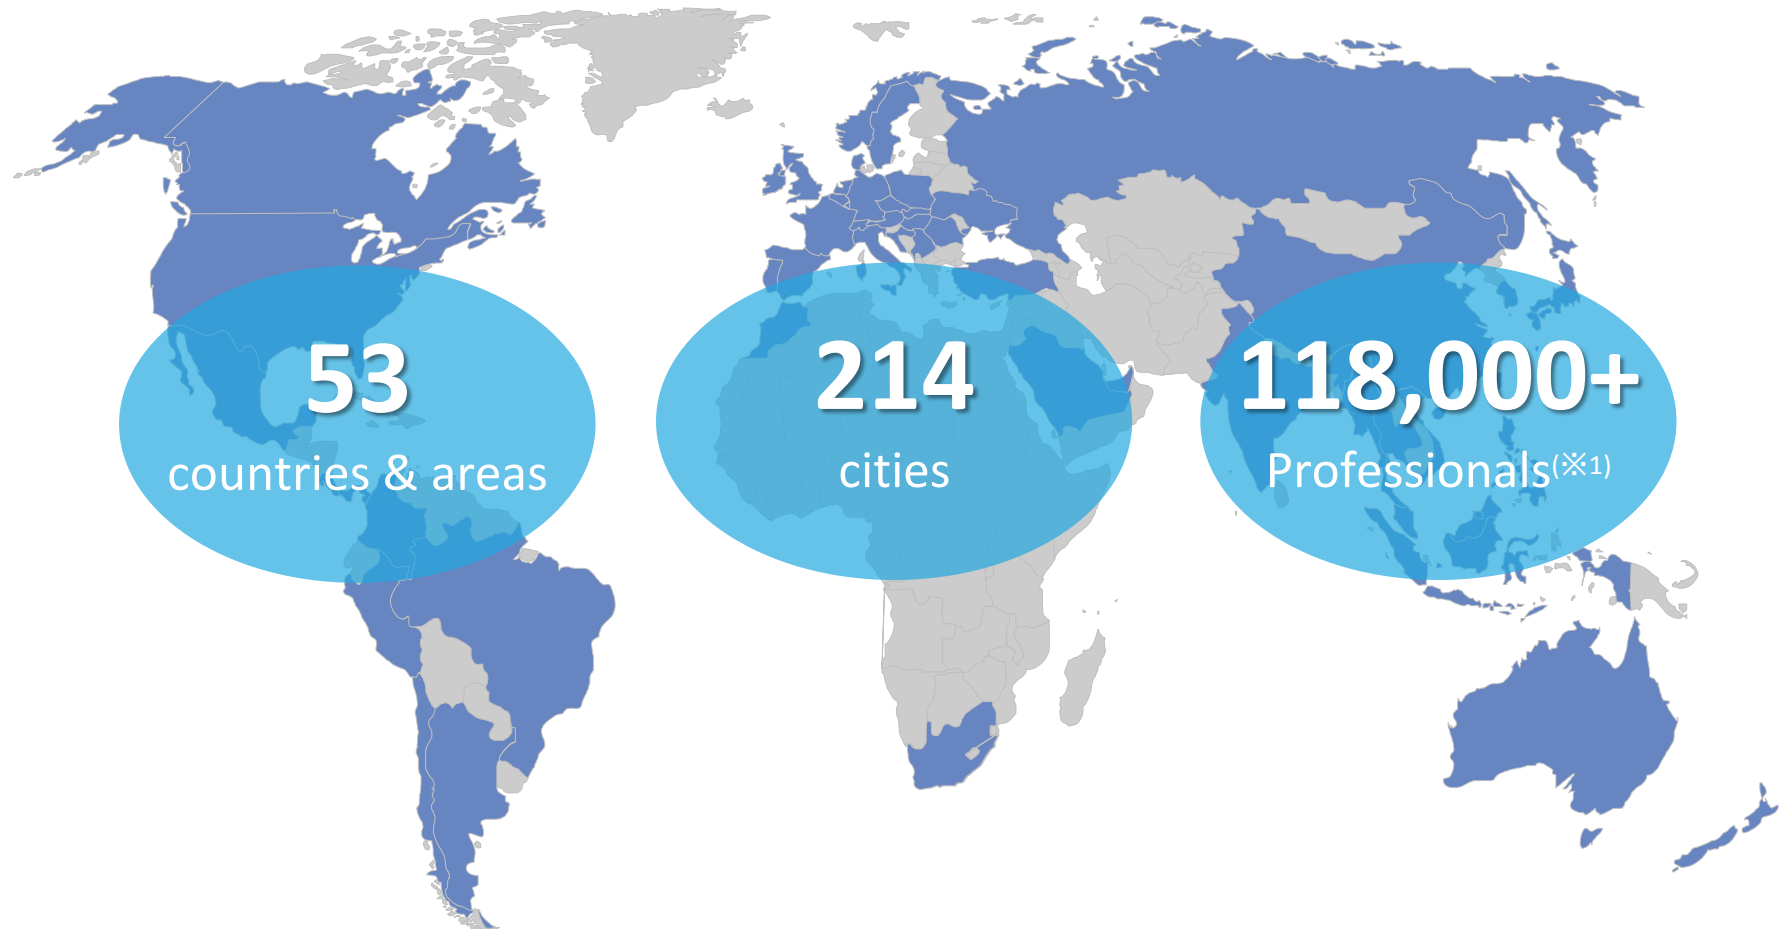 53
countries & areas
214
cities
118,000+
Professionals(※1)